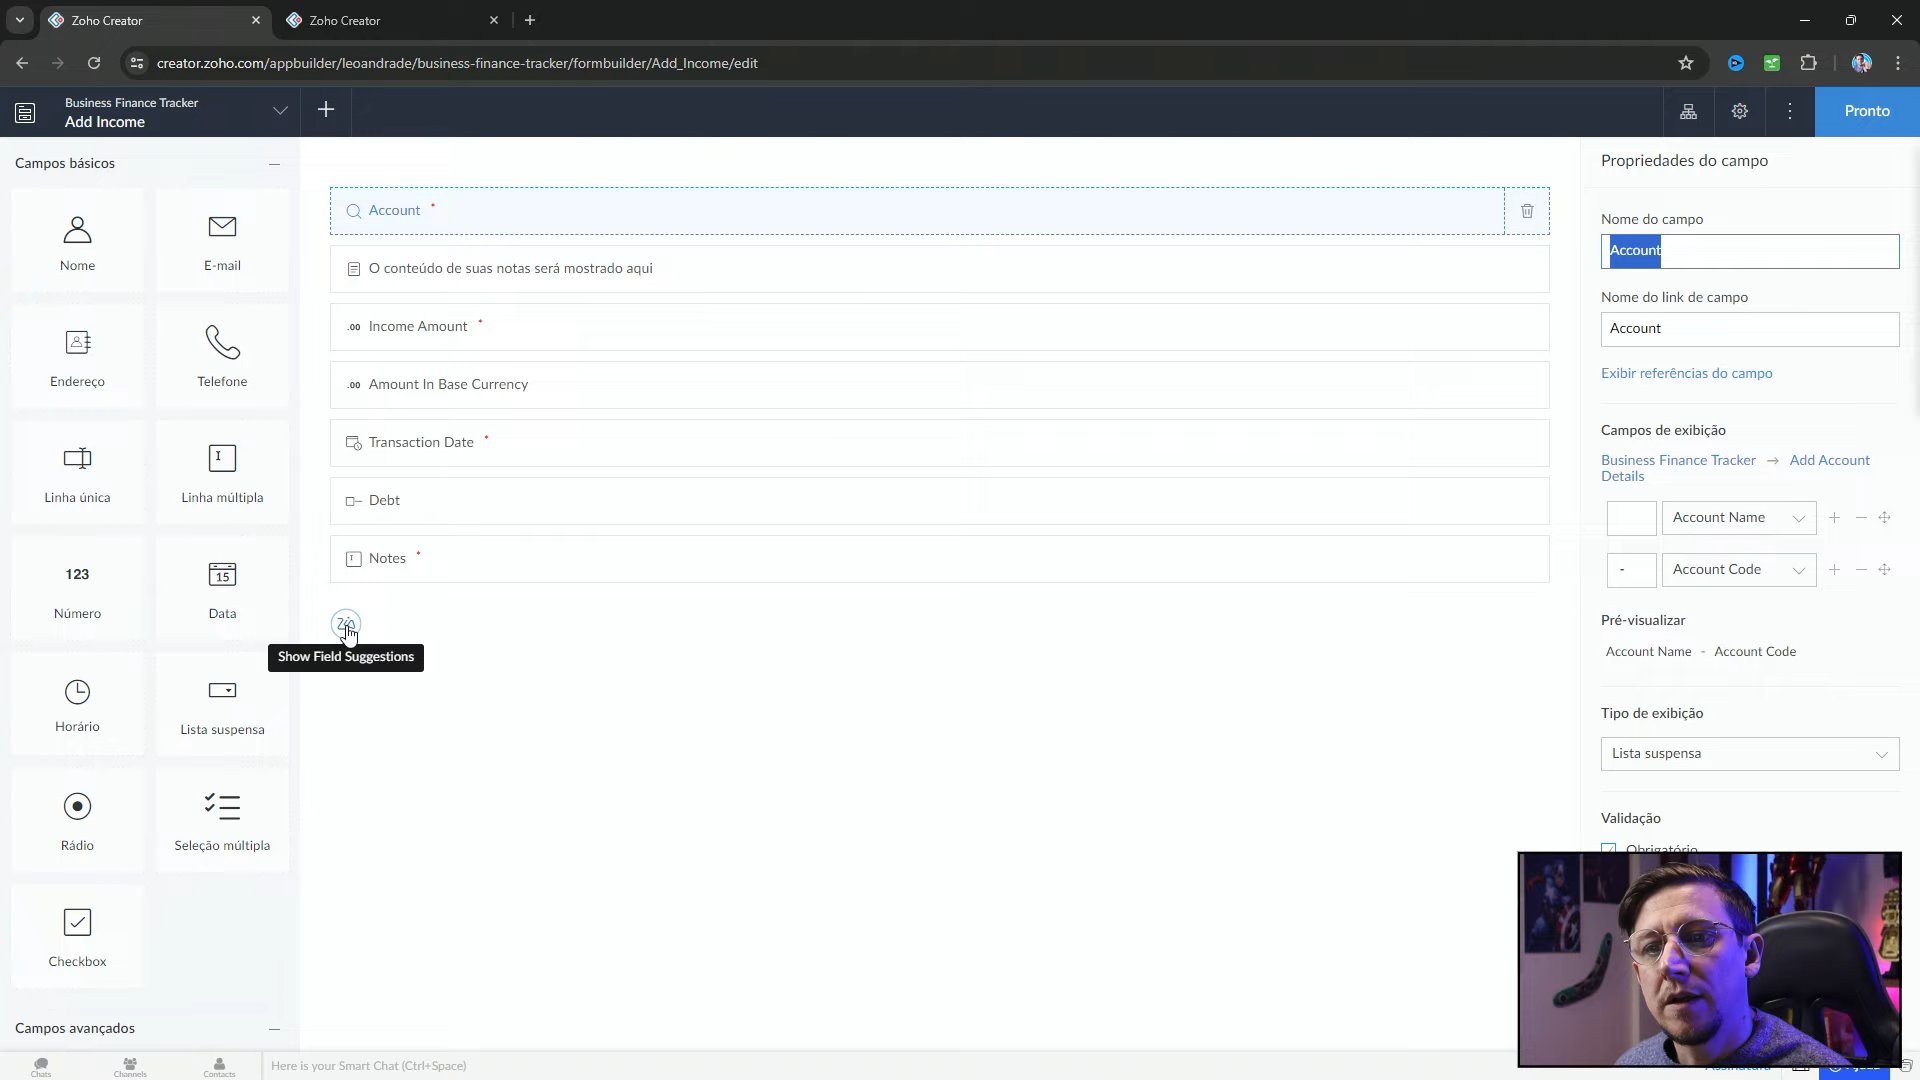 Zoho Creator
Zoho Creator
creator.zoho.com/appbuilder/leoandrade/business-finance-tracker/formbuilder/Add_Income/edit
Business Finance Tracker
Add Income
Pronto
Campos básicos
Nome
E-mail
Endereço
Telefone
Linha única
Linha múltipla
123
Número
15
Data
Horário
Lista suspensa
Rádio
Seleção múltipla
Checkbox
Campos avançados
Account *
O conteúdo de suas notas será mostrado aqui
.00 Income Amount *
.00 Amount In Base Currency
Transaction Date *
Debt
Notes *
Show Field Suggestions
Propriedades do campo
Nome do campo
Account
Nome do link de campo
Account
Exibir referências do campo
Campos de exibição
Business Finance Tracker → Add Account
Details
Account Name
- Account Code
Pré-visualizar
Account Name - Account Code
Tipo de exibição
Lista suspensa
Validação
Obrigatório
Chats
Channels
Contacts
Here is your Smart Chat (Ctrl+Space)